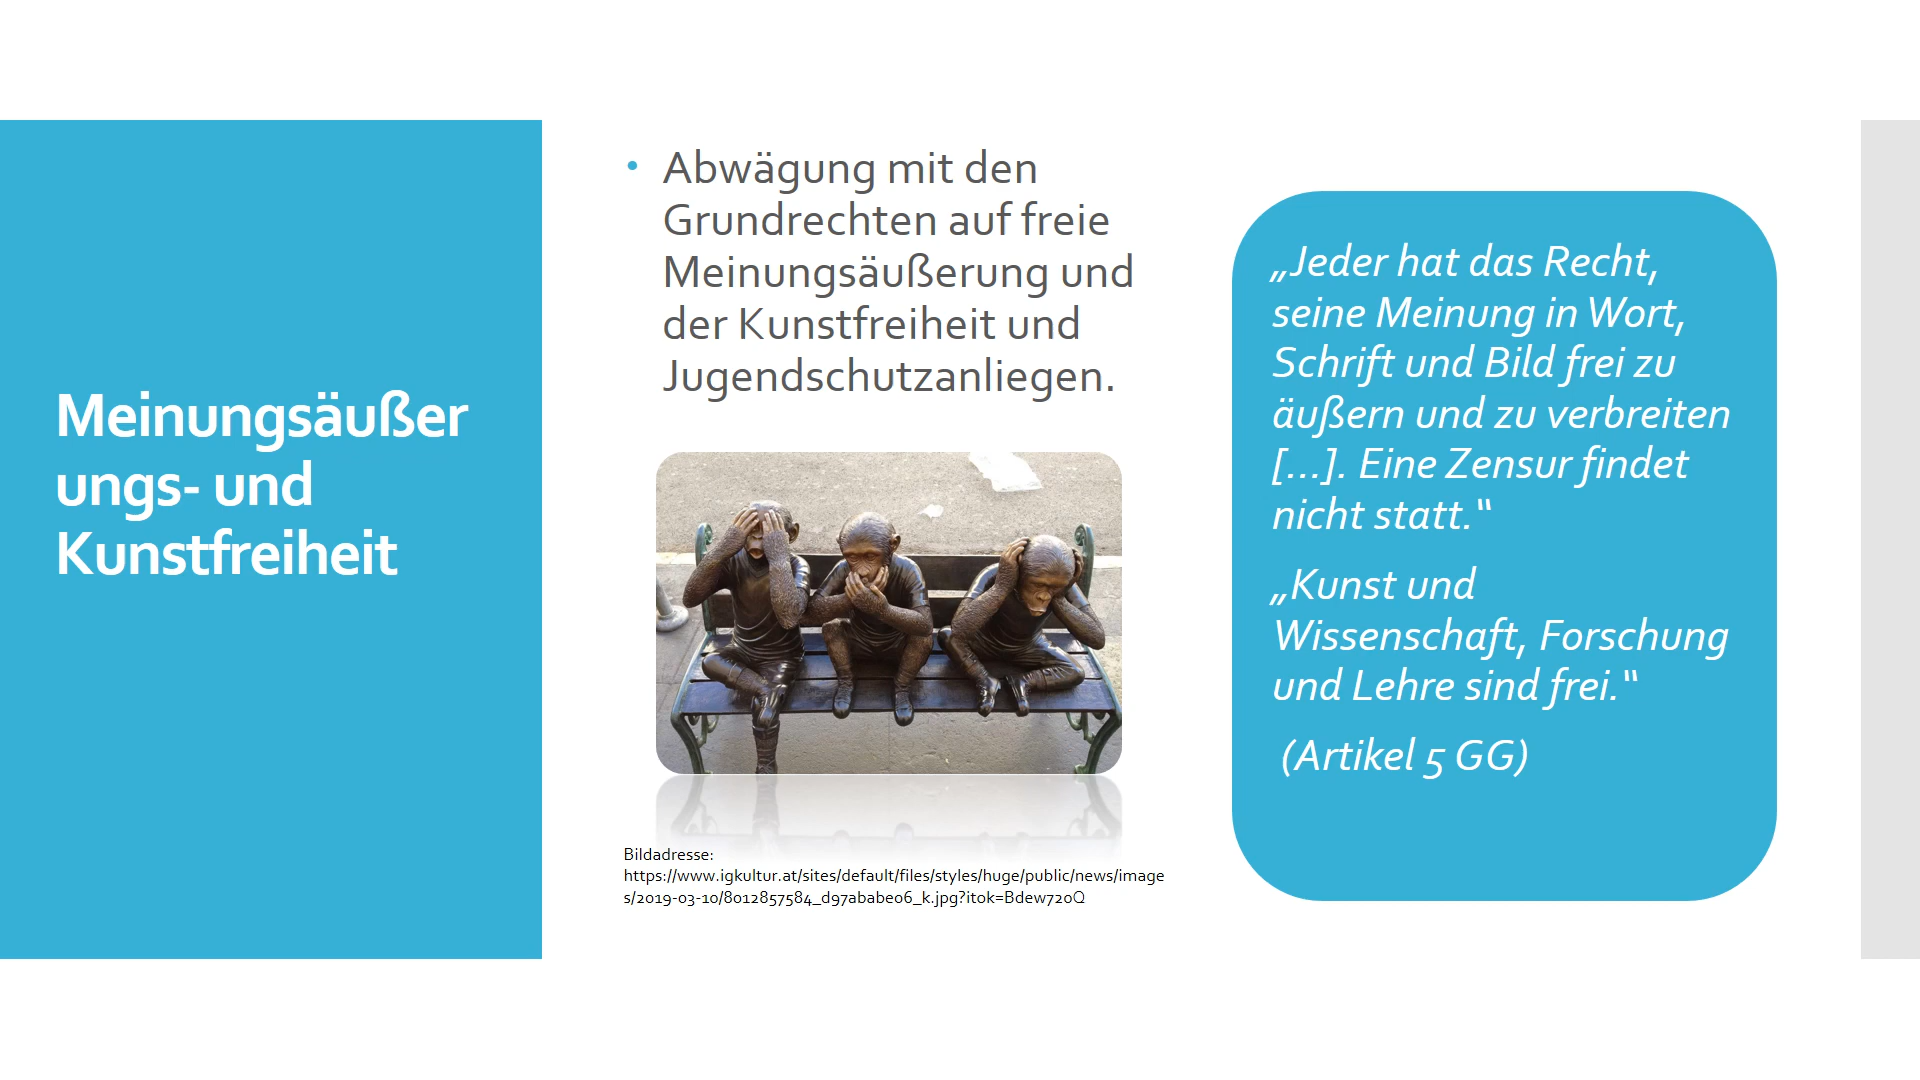 Meinungsäußer
ungs- und
Kunstfreiheit
• Abwägung mit den
Grundrechten auf freie
Meinungsäußerung und
der Kunstfreiheit und
Jugendschutzanliegen.
Bildadresse:
https://www.igkultur.at/sites/default/files/styles/huge/public/news/image
s/2019-03-10/8012857584_d97ababe06_k.jpg?itok=Bdew720Q
„Jeder hat das Recht,
seine Meinung in Wort,
Schrift und Bild frei zu
äußern und zu verbreiten
[…]. Eine Zensur findet
nicht statt.“
„Kunst und
Wissenschaft, Forschung
und Lehre sind frei.“
(Artikel 5 GG)